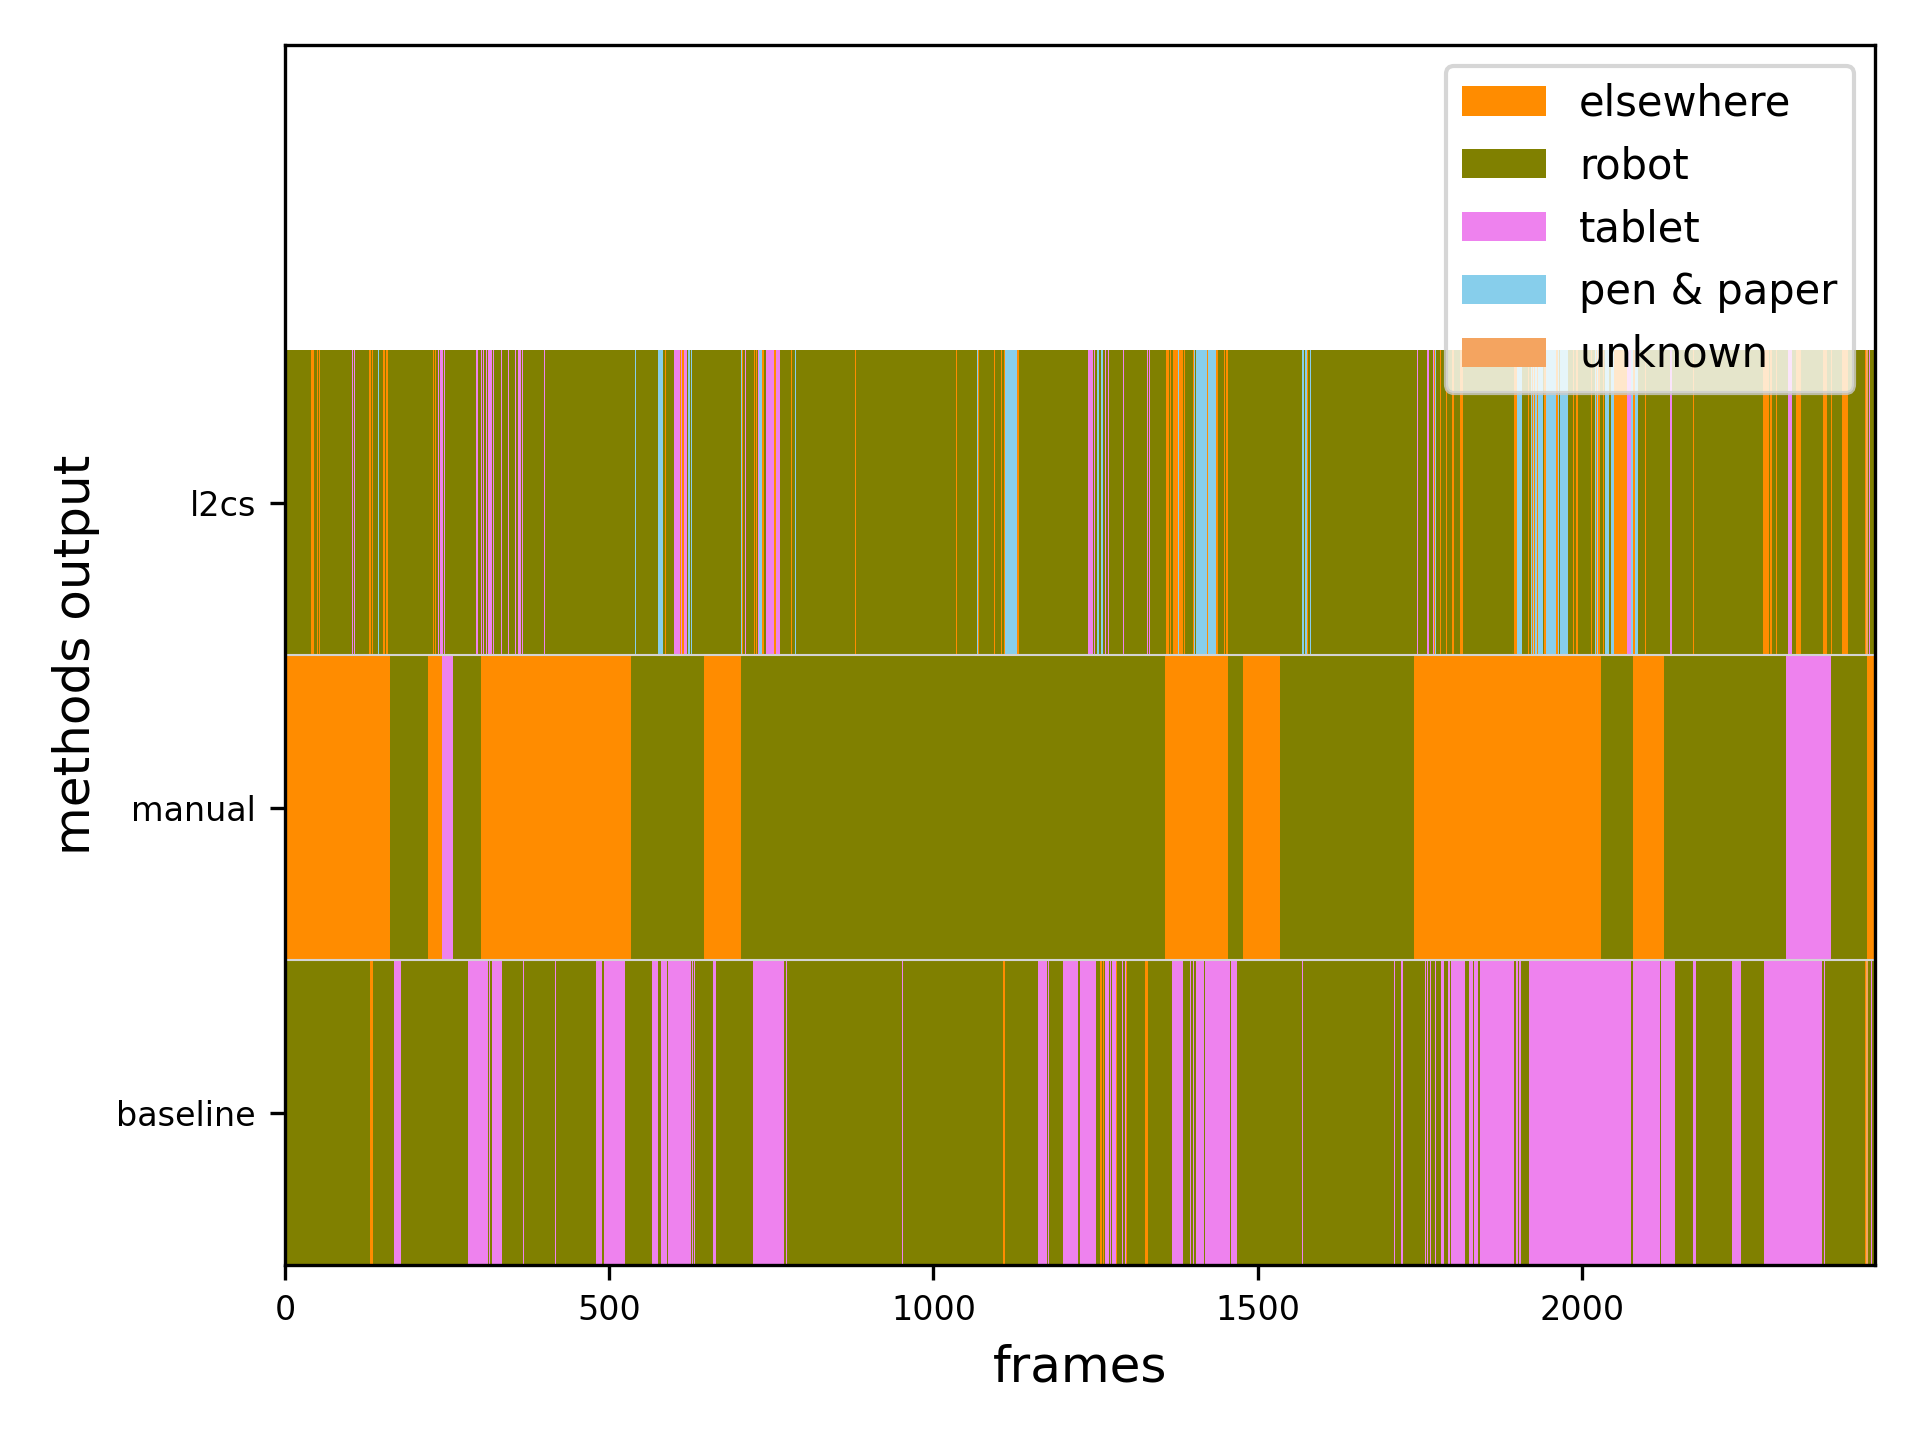 elsewhere
robot
tablet
pen & paper
unknown
methods output
l2cs
manual
baseline
0 500 1000 1500 2000
frames